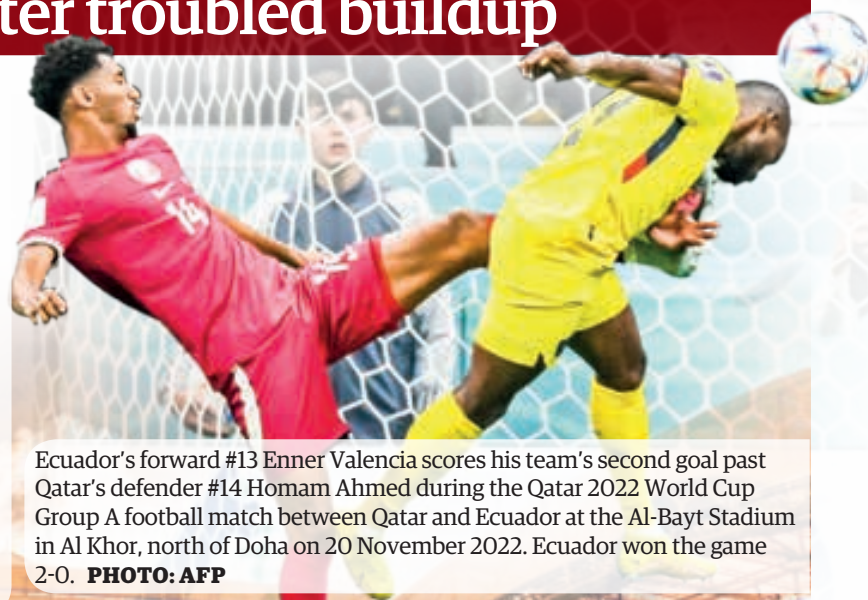 ter troubled buildup
14
14
Ecuador's forward #13 Enner Valencia scores his team's second goal past
Qatar's defender #14 Homam Ahmed during the Qatar 2022 World Cup
Group A football match between Qatar and Ecuador at the Al-Bayt Stadium
in Al Khor, north of Doha on 20 November 2022. Ecuador won the game
2-0. PHOTO: AFP